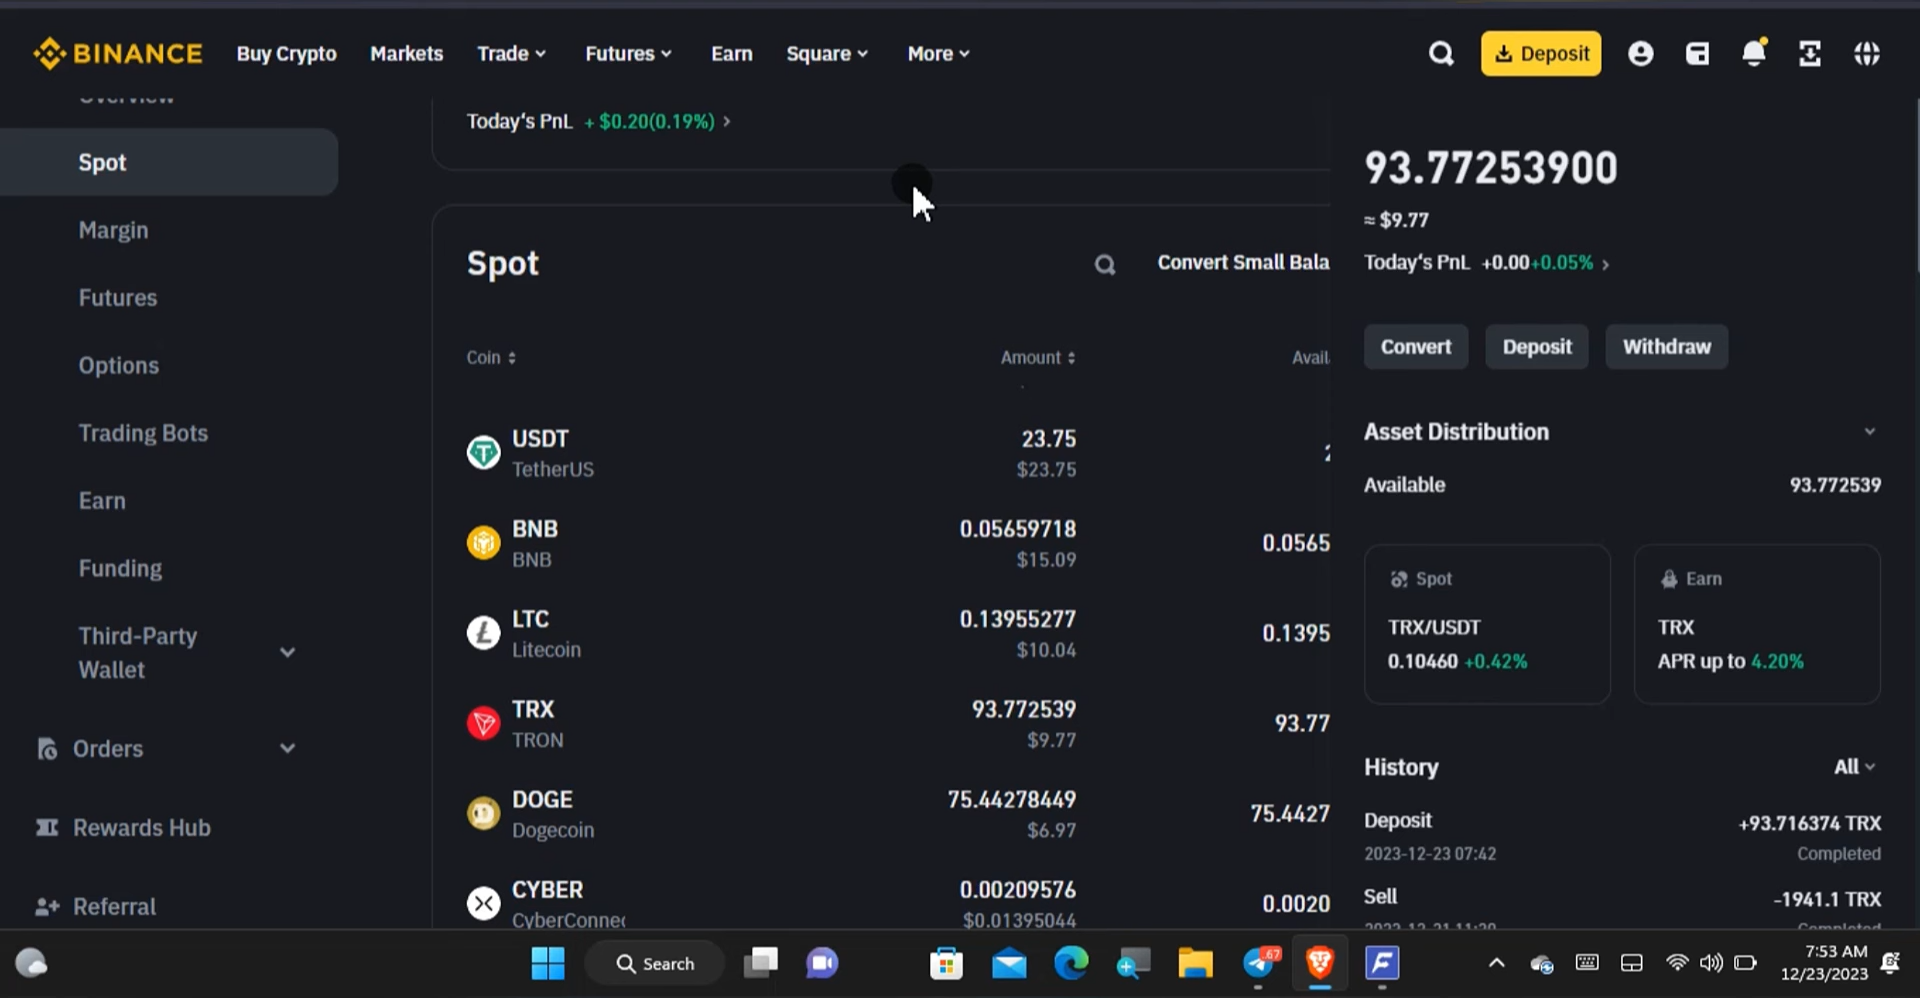 BINANCE Buy Crypto Markets Trade Futures Earn Square More Deposit
Overview
Spot
Margin
Futures
Options
Trading Bots
Earn
Funding
Third-Party
Wallet
Orders
Rewards Hub
Referral
Today's PnL + $0.20(0.19%)
Spot Convert Small Bala
Coin Amount Avail
USDT 23.75
TetherUS $23.75
BNB 0.05659718 0.0565
BNB $15.09
LTC 0.13955277 0.1395
Litecoin $10.04
TRX 93.772539 93.77
TRON $9.77
DOGE 75.44278449 75.4427
Dogecoin $6.97
CYBER 0.00209576 0.0020
CyberConnec $0.01395044
93.77253900
≈ $9.77
Today's PnL +0.00+0.05%
Convert Deposit Withdraw
Asset Distribution
Available 93.772539
Spot
TRX/USDT
0.10460 +0.42%
Earn
TRX
APR up to 4.20%
History All
Deposit +93.716374 TRX
2023-12-23 07:42 Completed
Sell -1941.1 TRX
Search
67
7:53 AM
12/23/2023